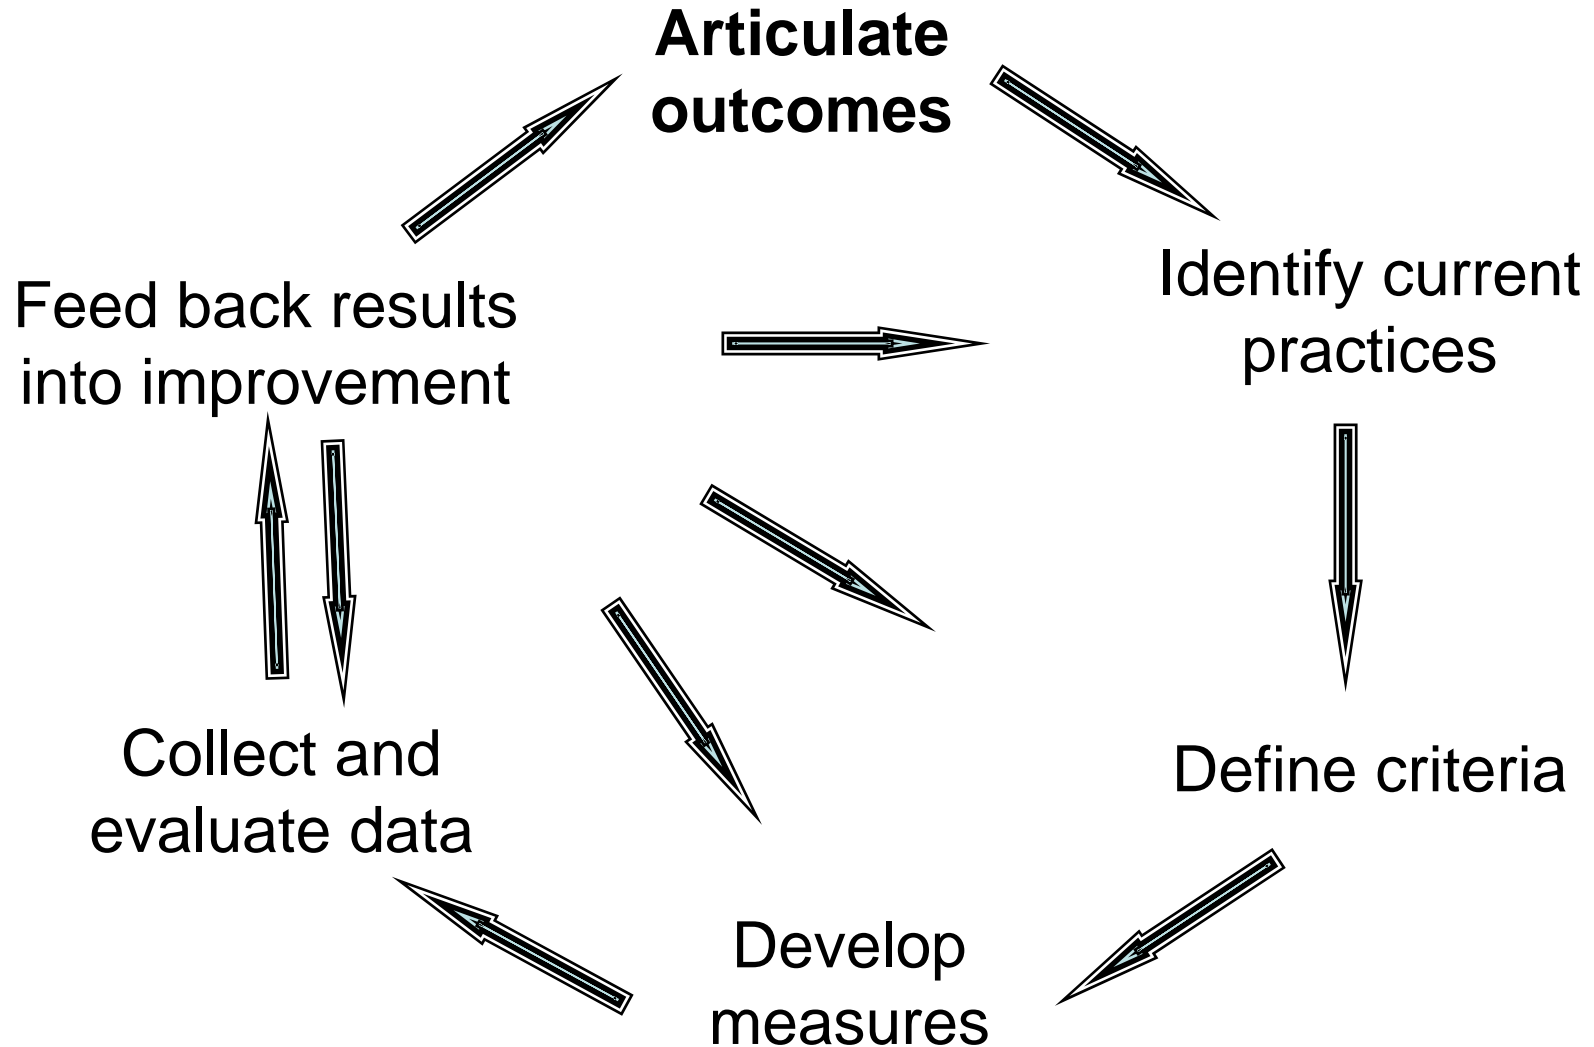 Articulate
outcomes
Identify current
practices
Define criteria
Develop
measures
Collect and
evaluate data
Feed back results
into improvement